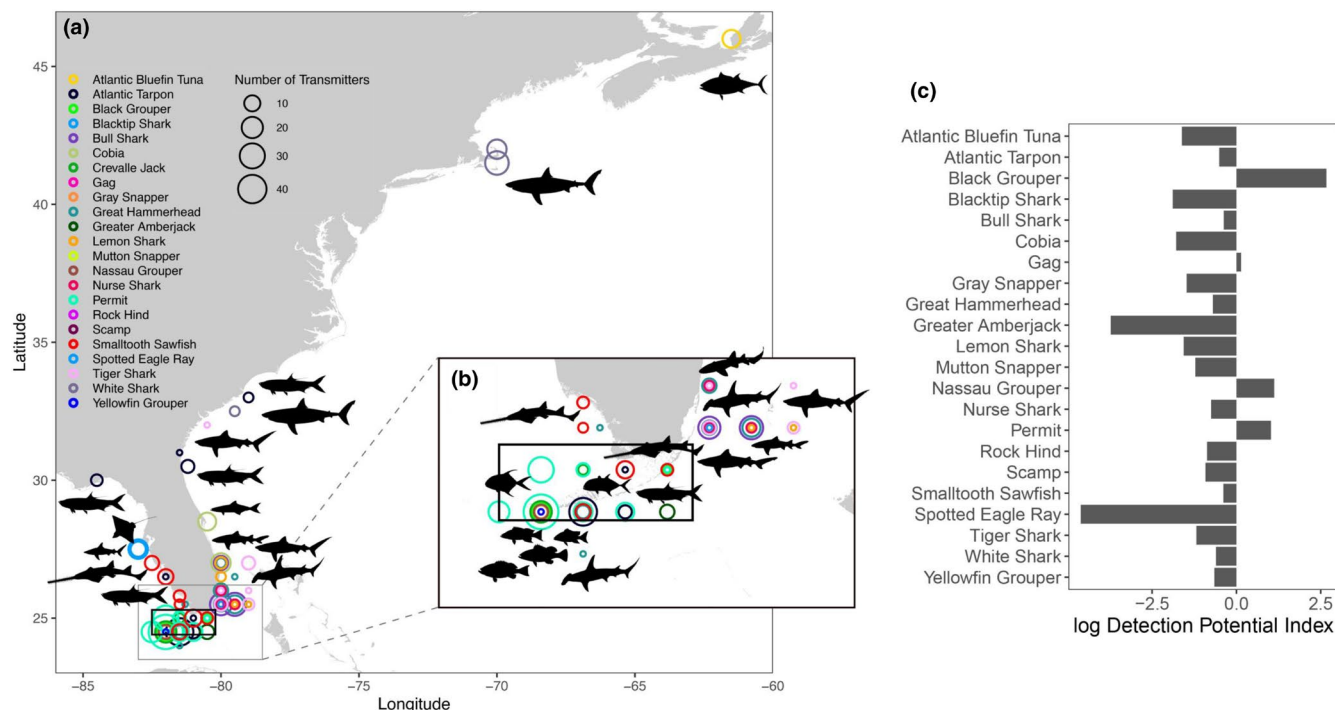 (a)
45
40
35
30
25
Latitude
−85
−80
−75
−70
−65
−60
Longitude
Atlantic Bluefin Tuna
Atlantic Tarpon
Black Grouper
Blacktip Shark
Bull Shark
Cobia
Crevalle Jack
Gag
Gray Snapper
Great Hammerhead
Greater Amberjack
Lemon Shark
Mutton Snapper
Nassau Grouper
Nurse Shark
Permit
Rock Hind
Scamp
Smalltooth Sawfish
Spotted Eagle Ray
Tiger Shark
White Shark
Yellowfin Grouper
Number of Transmitters
10
20
30
40
(b)
(c)
Atlantic Bluefin Tuna
Atlantic Tarpon
Black Grouper
Blacktip Shark
Bull Shark
Cobia
Gag
Gray Snapper
Great Hammerhead
Greater Amberjack
Lemon Shark
Mutton Snapper
Nassau Grouper
Nurse Shark
Permit
Rock Hind
Scamp
Smalltooth Sawfish
Spotted Eagle Ray
Tiger Shark
White Shark
Yellowfin Grouper
−2.5
0.0
2.5
log Detection Potential Index